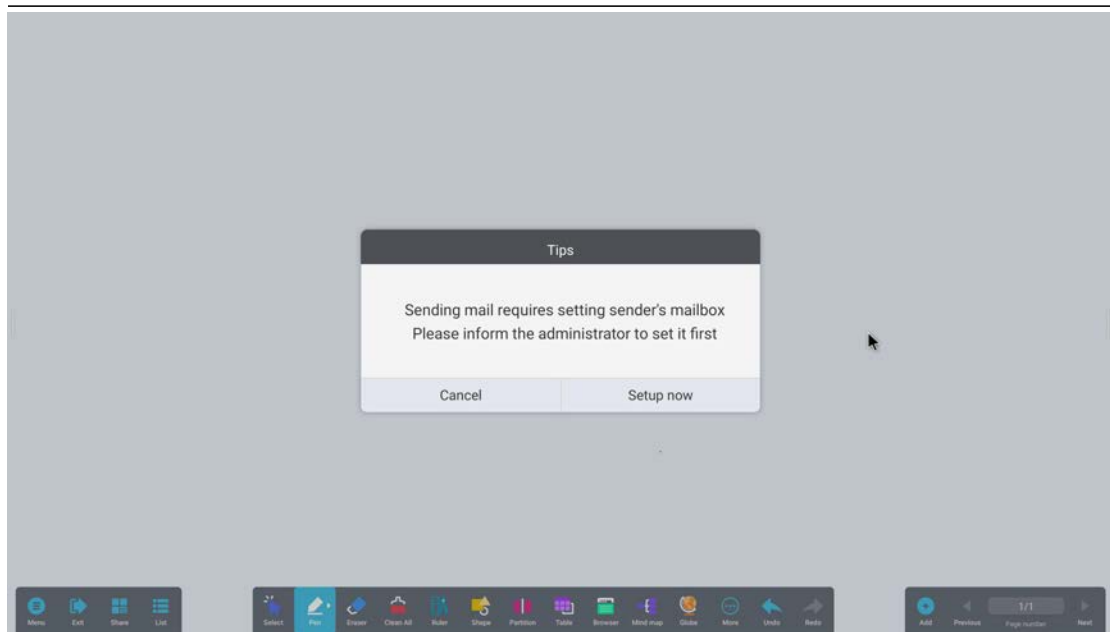 Tips
Sending mail requires setting sender's mailbox
Please inform the administrator to set it first
Cancel
Setup now
Menu
Exit
Share
List
Select
Pen
Eraser
Clean All
Ruler
Shape
Partition
Table
Browser
Mind map
Globe
More
Undo
Redo
Add
Previous
1/1
Page number
Next